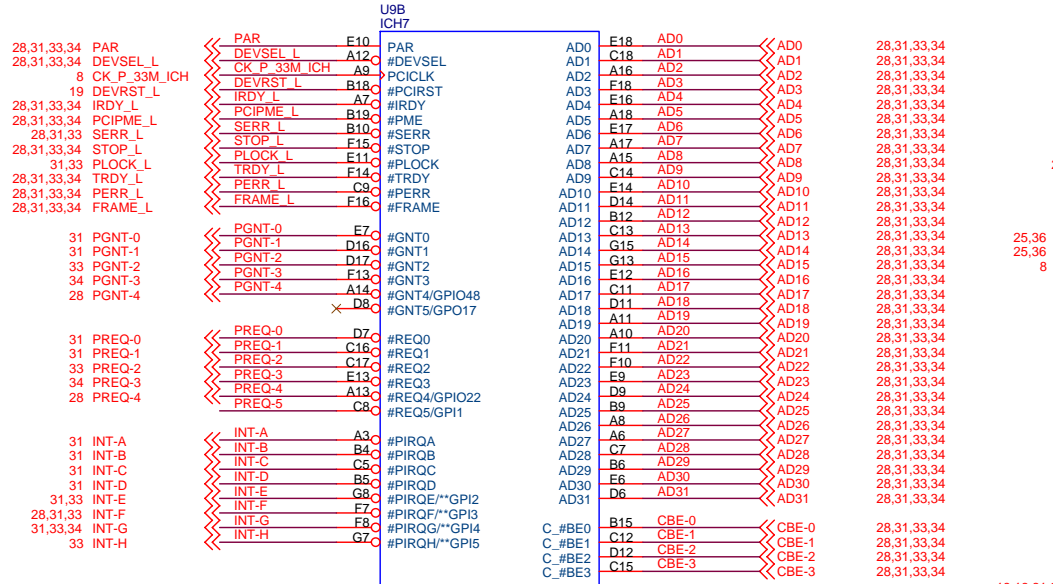 U9B
ICH7
28,31,33,34 PAR PAR E10 PAR
28,31,33,34 DEVSEL_L DEVSEL_L A12 #DEVSEL
8 CK_P_33M_ICH CK_P_33M_ICH A9 PCICLK
19 DEVRST_L DEVRST_L B18 #PCIRST
28,31,33,34 IRDY_L IRDY_L A7 #IRDY
28,31,33,34 PCIPME_L PCIPME_L B19 #PME
28,31,33 SERR_L SERR_L B10 #SERR
28,31,33,34 STOP_L STOP_L F15 #STOP
31,33 PLOCK_L PLOCK_L E11 #PLOCK
28,31,33,34 TRDY_L TRDY_L F14 #TRDY
28,31,33,34 PERR_L PERR_L C9 #PERR
28,31,33,34 FRAME_L FRAME_L F16 #FRAME
31 PGNT-0 PGNT-0 E7 #GNT0
31 PGNT-1 PGNT-1 D16 #GNT1
33 PGNT-2 PGNT-2 D17 #GNT2
34 PGNT-3 PGNT-3 F13 #GNT3
28 PGNT-4 PGNT-4 A14 #GNT4/GPIO48
D8 #GNT5/GPO17
31 PREQ-0 PREQ-0 D7 #REQ0
31 PREQ-1 PREQ-1 C16 #REQ1
33 PREQ-2 PREQ-2 C17 #REQ2
34 PREQ-3 PREQ-3 E13 #REQ3
28 PREQ-4 PREQ-4 A13 #REQ4/GPIO22
PREQ-5 C8 #REQ5/GPI1
31 INT-A INT-A A3 #PIRQA
31 INT-B INT-B B4 #PIRQB
31 INT-C INT-C C5 #PIRQC
31 INT-D INT-D B5 #PIRQD
31,33 INT-E INT-E G8 #PIRQE/**GPI2
28,31,33 INT-F INT-F F7 #PIRQF/**GPI3
31,33,34 INT-G INT-G F8 #PIRQG/**GPI4
33 INT-H INT-H G7 #PIRQH/**GPI5
AD0 E18 AD0 AD0 28,31,33,34
AD1 C18 AD1 AD1 28,31,33,34
AD2 A16 AD2 AD2 28,31,33,34
AD3 F18 AD3 AD3 28,31,33,34
AD4 E16 AD4 AD4 28,31,33,34
AD5 A18 AD5 AD5 28,31,33,34
AD6 E17 AD6 AD6 28,31,33,34
AD7 A17 AD7 AD7 28,31,33,34
AD8 A15 AD8 AD8 28,31,33,34
AD9 C14 AD9 AD9 28,31,33,34
AD10 E14 AD10 AD10 28,31,33,34
AD11 D14 AD11 AD11 28,31,33,34
AD12 B12 AD12 AD12 28,31,33,34
AD13 C13 AD13 AD13 28,31,33,34
AD14 G15 AD14 AD14 28,31,33,34
AD15 G13 AD15 AD15 28,31,33,34
AD16 E12 AD16 AD16 28,31,33,34
AD17 C11 AD17 AD17 28,31,33,34
AD18 D11 AD18 AD18 28,31,33,34
AD19 A11 AD19 AD19 28,31,33,34
AD20 A10 AD20 AD20 28,31,33,34
AD21 F11 AD21 AD21 28,31,33,34
AD22 F10 AD22 AD22 28,31,33,34
AD23 E9 AD23 AD23 28,31,33,34
AD24 D9 AD24 AD24 28,31,33,34
AD25 B9 AD25 AD25 28,31,33,34
AD26 A8 AD26 AD26 28,31,33,34
AD27 A6 AD27 AD27 28,31,33,34
AD28 C7 AD28 AD28 28,31,33,34
AD29 B6 AD29 AD29 28,31,33,34
AD30 E6 AD30 AD30 28,31,33,34
AD31 D6 AD31 AD31 28,31,33,34
C_#BE0 B15 CBE-0 CBE-0 28,31,33,34
C_#BE1 C12 CBE-1 CBE-1 28,31,33,34
C_#BE2 D12 CBE-2 CBE-2 28,31,33,34
C_#BE3 C15 CBE-3 CBE-3 28,31,33,34
25,36
25,36
8